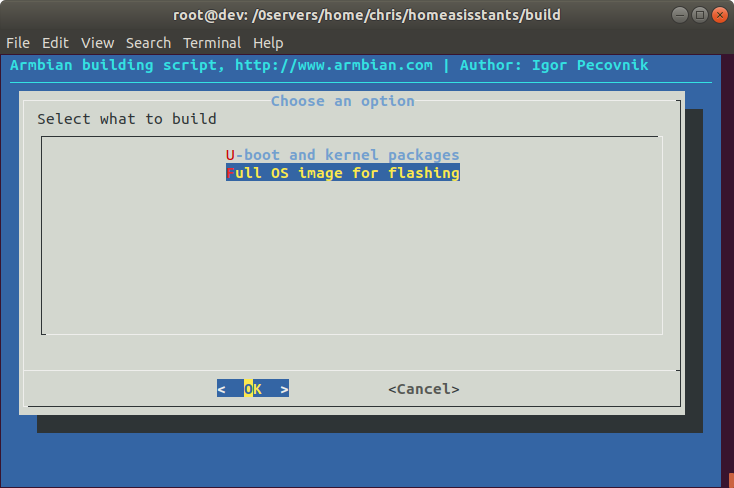 root@dev: /0servers/home/chris/homeasisstants/build
File Edit View Search Terminal Help
Armbian building script, http://www.armbian.com | Author: Igor Pecovnik
Choose an option
Select what to build
U-boot and kernel packages
Full OS image for flashing
< OK > <Cancel>